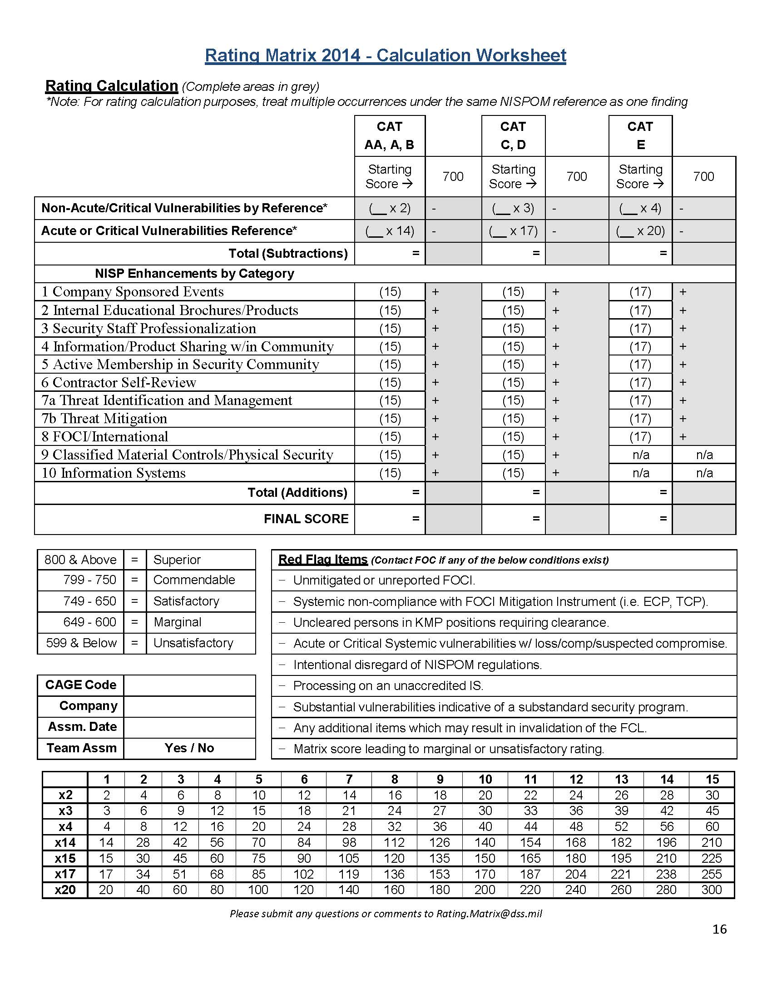 Rating Matrix 2014 - Calculation Worksheet
Rating Calculation (Complete areas in grey)
*Note: For rating calculation purposes, treat multiple occurrences under the same NISPOM reference as one finding
CAT CAT CAT
AA, A, B C, D E
Starting Starting Starting
Score → 700 Score → 700 Score → 700
Non-Acute/Critical Vulnerabilities by Reference* (__ x 2) - (__ x 3) - (__ x 4) -
Acute or Critical Vulnerabilities Reference* (__ x 14) - (__ x 17) - (__ x 20) -
Total (Subtractions) = = =
NISP Enhancements by Category
1 Company Sponsored Events (15) + (15) + (17) +
2 Internal Educational Brochures/Products (15) + (15) + (17) +
3 Security Staff Professionalization (15) + (15) + (17) +
4 Information/Product Sharing w/in Community (15) + (15) + (17) +
5 Active Membership in Security Community (15) + (15) + (17) +
6 Contractor Self-Review (15) + (15) + (17) +
7a Threat Identification and Management (15) + (15) + (17) +
7b Threat Mitigation (15) + (15) + (17) +
8 FOCI/International (15) + (15) + (17) +
9 Classified Material Controls/Physical Security (15) + (15) + n/a n/a
10 Information Systems (15) + (15) + n/a n/a
Total (Additions) = = =
FINAL SCORE = = =
800 & Above = Superior
799 - 750 = Commendable
749 - 650 = Satisfactory
649 - 600 = Marginal
599 & Below = Unsatisfactory
CAGE Code
Company
Assm. Date
Team Assm Yes / No
Red Flag Items (Contact FOC if any of the below conditions exist)
− Unmitigated or unreported FOCI.
− Systemic non-compliance with FOCI Mitigation Instrument (i.e. ECP, TCP).
− Uncleared persons in KMP positions requiring clearance.
− Acute or Critical Systemic vulnerabilities w/ loss/comp/suspected compromise.
− Intentional disregard of NISPOM regulations.
− Processing on an unaccredited IS.
− Substantial vulnerabilities indicative of a substandard security program.
− Any additional items which may result in invalidation of the FCL.
− Matrix score leading to marginal or unsatisfactory rating.
1 2 3 4 5 6 7 8 9 10 11 12 13 14 15
x2 2 4 6 8 10 12 14 16 18 20 22 24 26 28 30
x3 3 6 9 12 15 18 21 24 27 30 33 36 39 42 45
x4 4 8 12 16 20 24 28 32 36 40 44 48 52 56 60
x14 14 28 42 56 70 84 98 112 126 140 154 168 182 196 210
x15 15 30 45 60 75 90 105 120 135 150 165 180 195 210 225
x17 17 34 51 68 85 102 119 136 153 170 187 204 221 238 255
x20 20 40 60 80 100 120 140 160 180 200 220 240 260 280 300
Please submit any questions or comments to Rating.Matrix@dss.mil
16